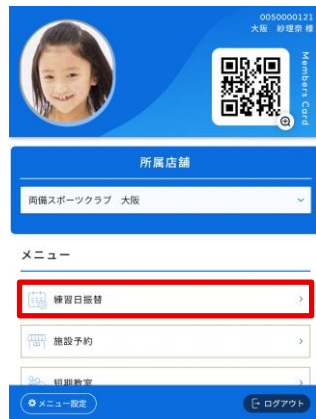 0050000121
大阪　紗理奈 様
Members Card
所属店舗
両備スポーツクラブ　大阪
メニュー
練習日振替
施設予約
短期教室
メニュー設定
ログアウト